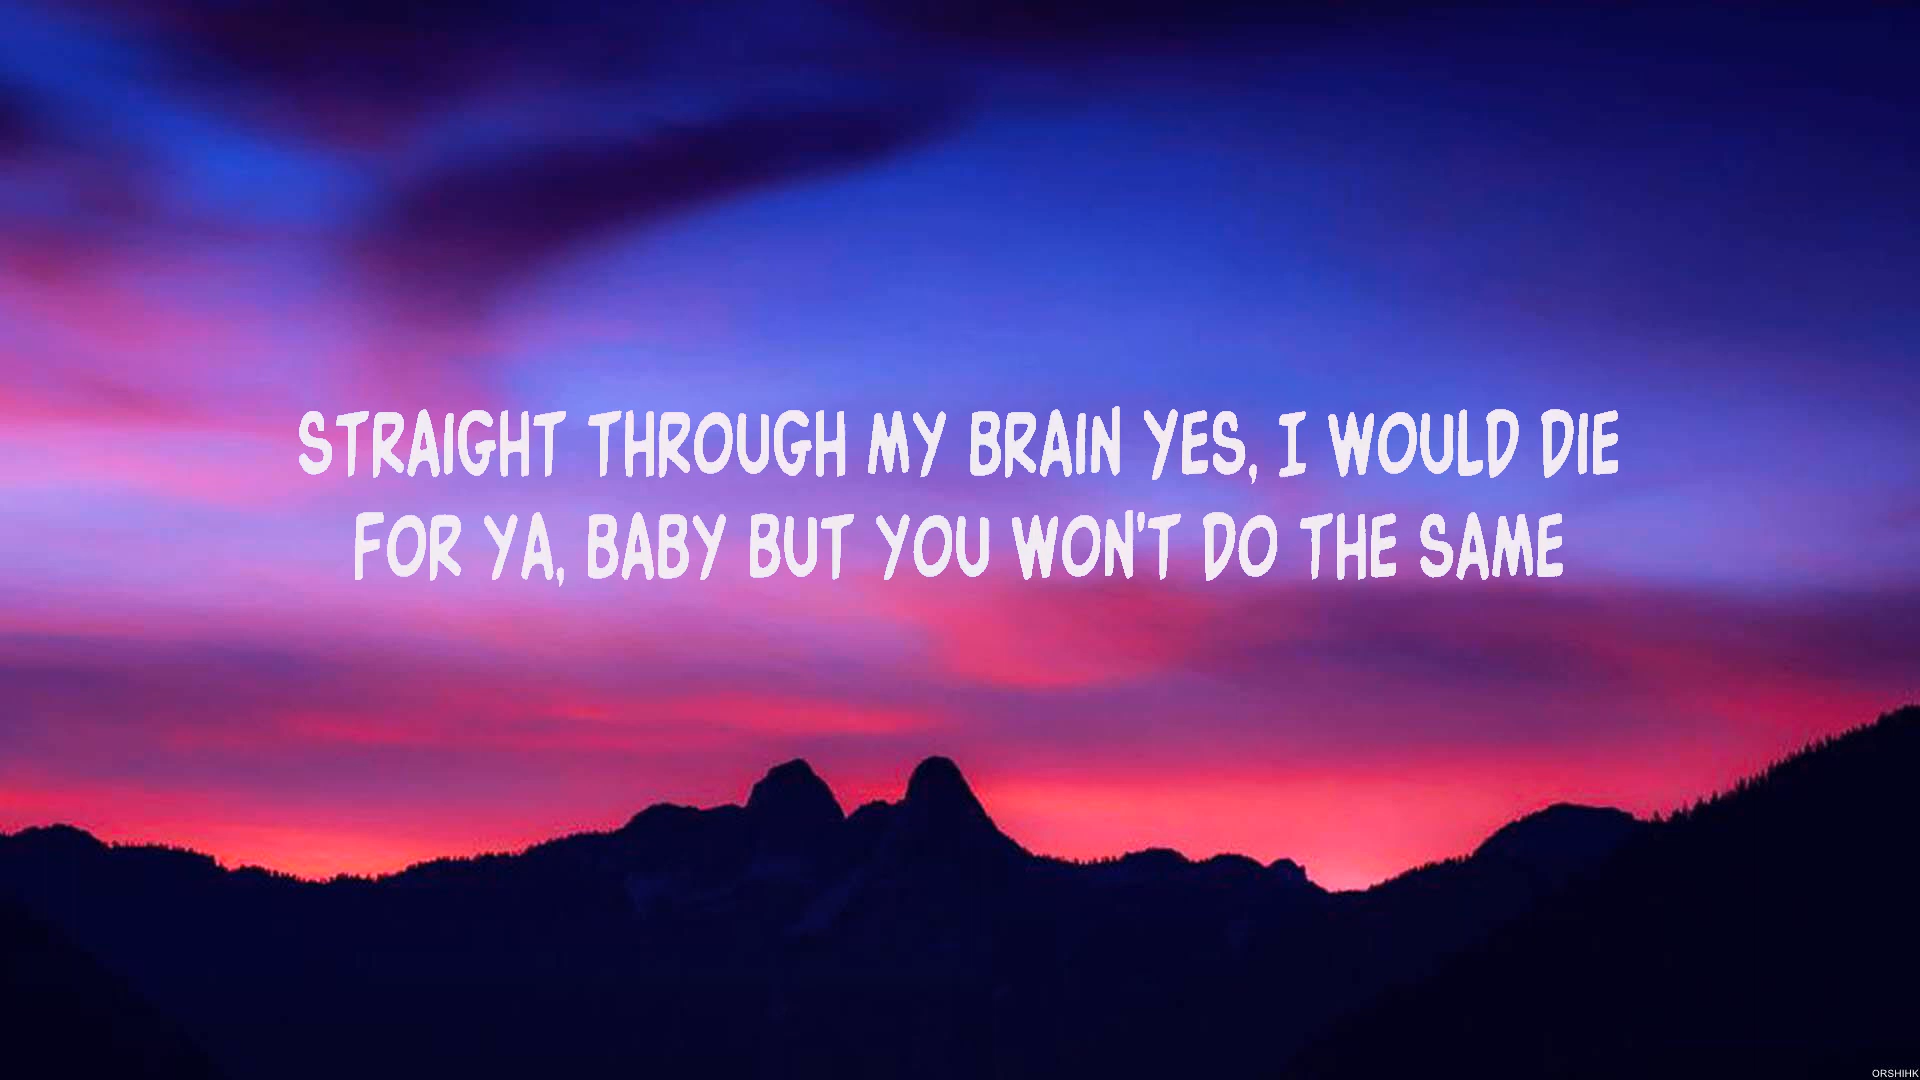 STRAIGHT THROUGH MY BRAIN YES, I WOULD DIE
FOR YA, BABY BUT YOU WON'T DO THE SAME
ORSHIHK